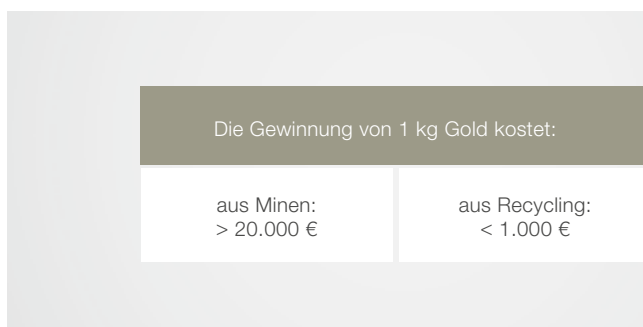 Die Gewinnung von 1 kg Gold kostet:
aus Minen:
> 20.000 €
aus Recycling:
< 1.000 €